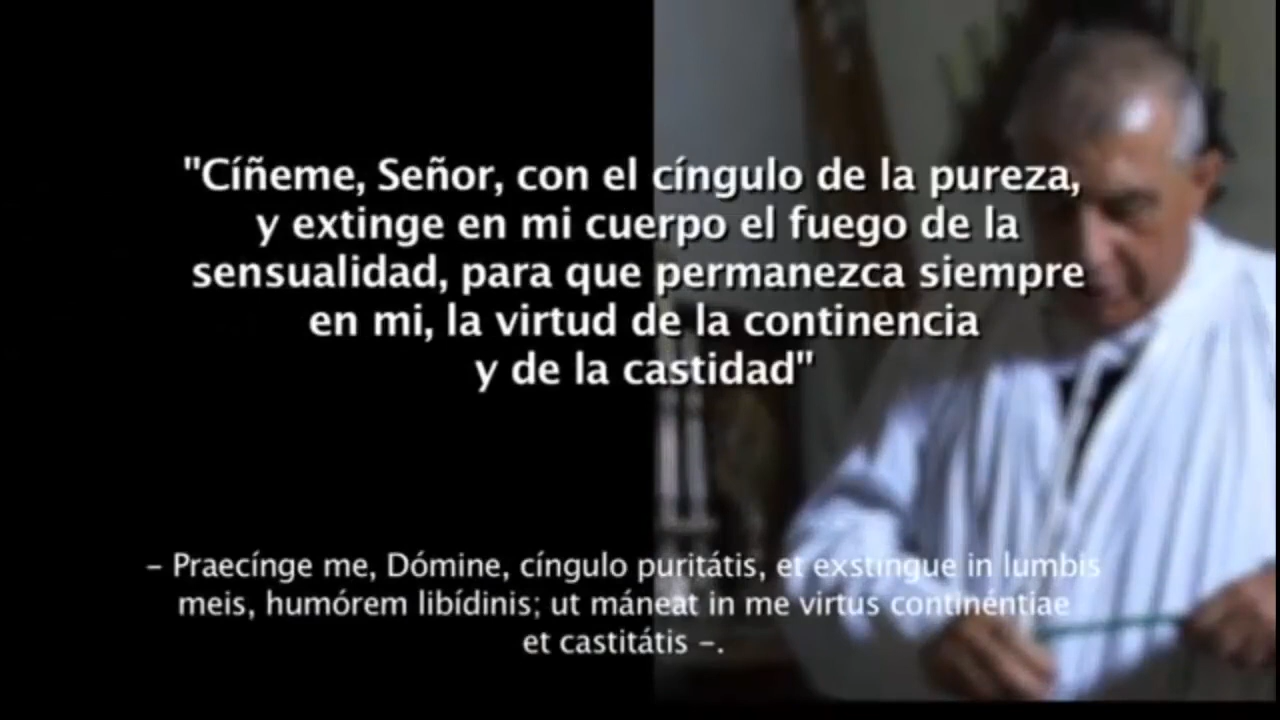 "Cíñeme, Señor, con el cíngulo de la pureza,
y extinge en mi cuerpo el fuego de la
sensualidad, para que permanezca siempre
en mi, la virtud de la continencia
y de la castidad"
– Praecínge me, Dómine, cíngulo puritátis, et exstíngue in lumbis
meis, humórem libídinis; ut máneat in me virtus continéntiae
et castitátis –.